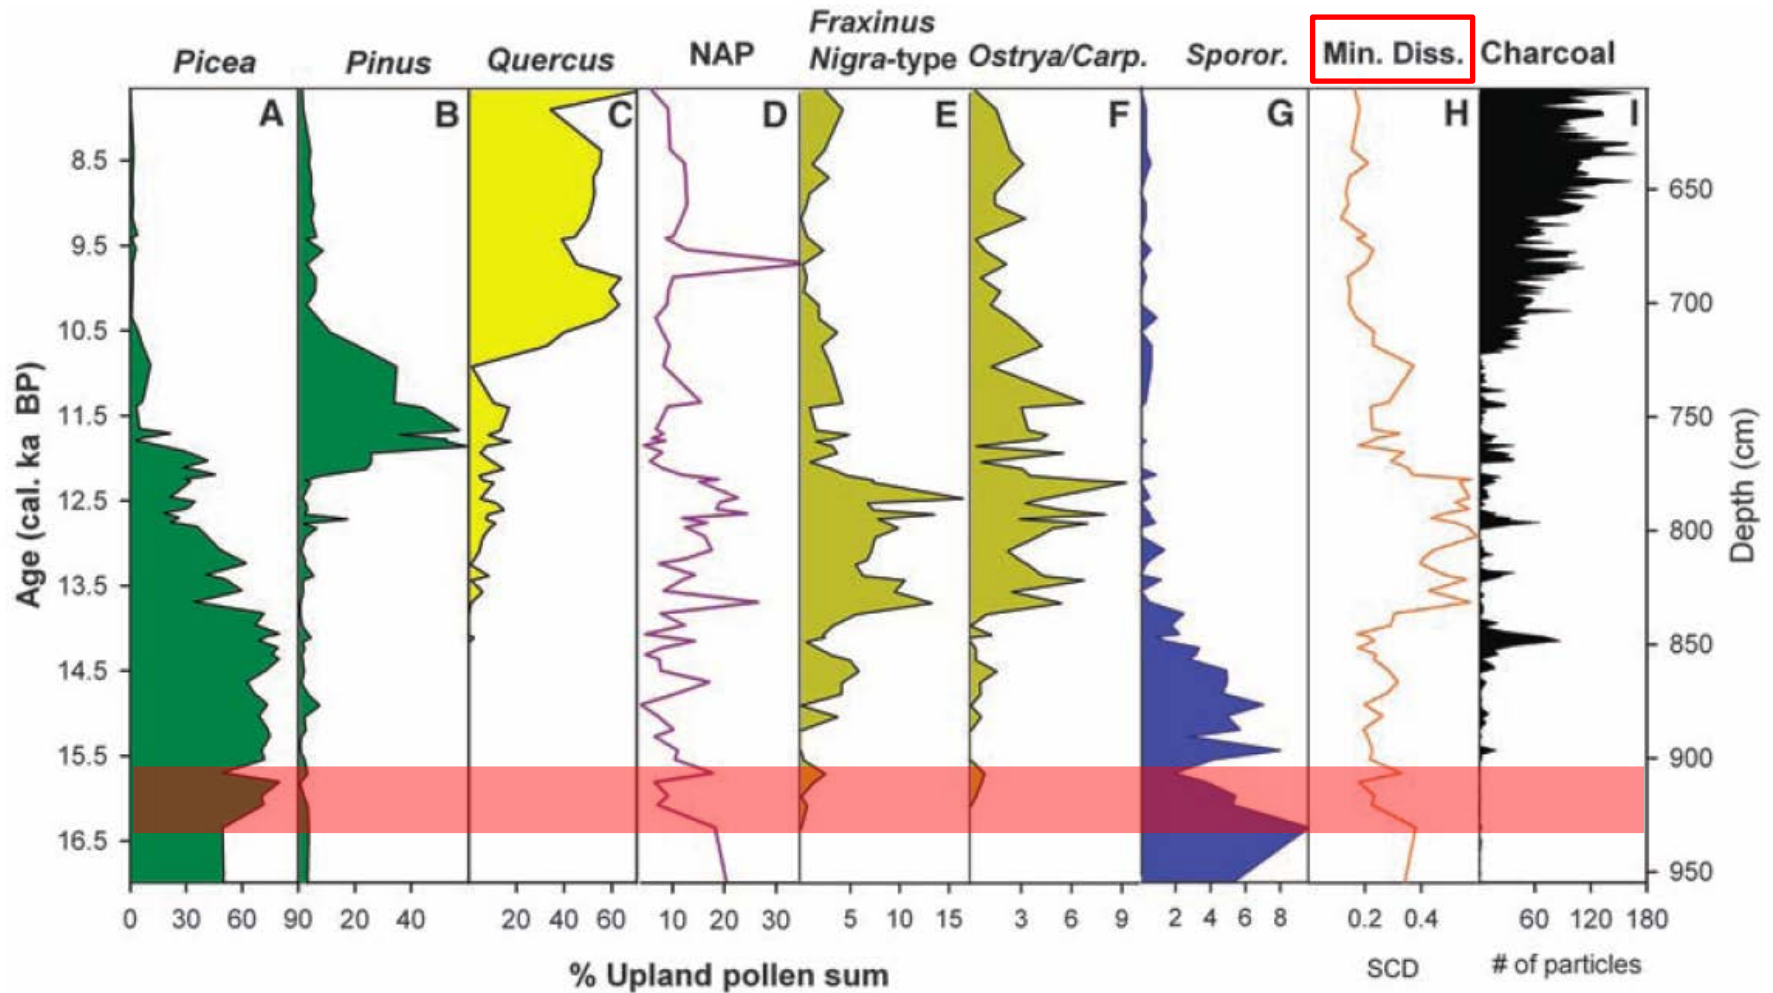 Picea
Pinus
Quercus
NAP
Fraxinus
Nigra-type
Ostrya/Carp.
Sporor.
Min. Diss.
Charcoal
A B C D E F G H I
Age (cal. ka BP)
8.5
9.5
10.5
11.5
12.5
13.5
14.5
15.5
16.5
Depth (cm)
650
700
750
800
850
900
950
0 30 60 90 20 40 20 40 60 10 20 30 5 10 15 3 6 9 2 4 6 8 0.2 0.4 60 120 180
% Upland pollen sum
SCD
# of particles